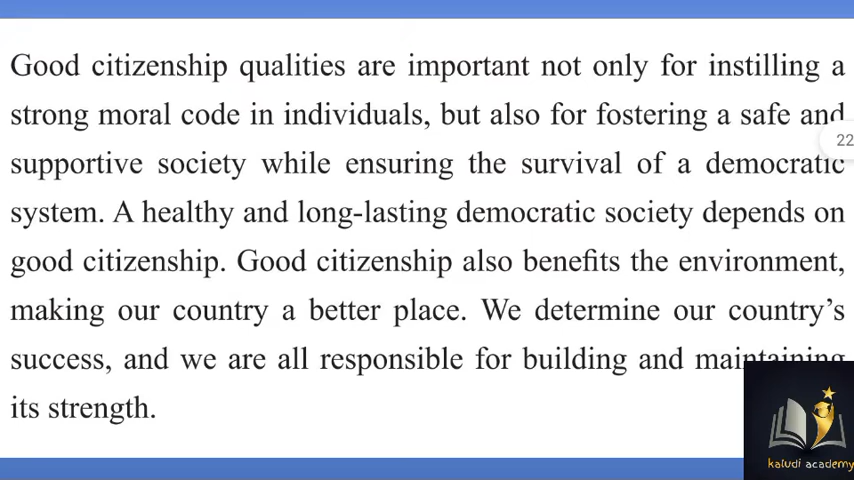 Good citizenship qualities are important not only for instilling a
strong moral code in individuals, but also for fostering a safe and
supportive society while ensuring the survival of a democratic
system. A healthy and long-lasting democratic society depends on
good citizenship. Good citizenship also benefits the environment,
making our country a better place. We determine our country’s
success, and we are all responsible for building and maintaining
its strength.
22
kaludi academy